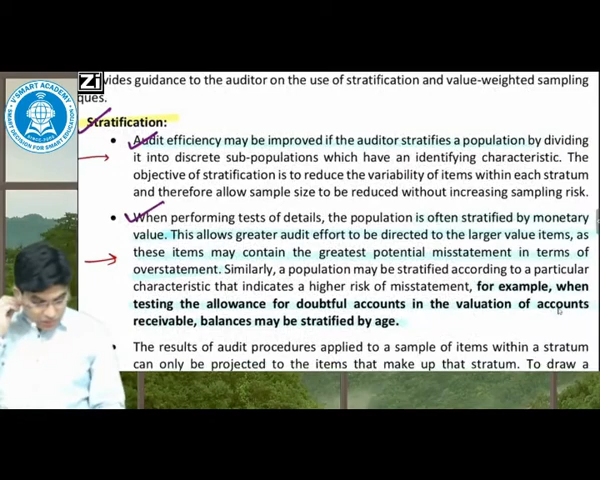 V'SMART ACADEMY
SMART DECISION FOR SMART EDUCATION
Zi
vides guidance to the auditor on the use of stratification and value-weighted sampling
ques.
Stratification:
• Audit efficiency may be improved if the auditor stratifies a population by dividing
it into discrete sub-populations which have an identifying characteristic. The
objective of stratification is to reduce the variability of items within each stratum
and therefore allow sample size to be reduced without increasing sampling risk.
• When performing tests of details, the population is often stratified by monetary
value. This allows greater audit effort to be directed to the larger value items, as
these items may contain the greatest potential misstatement in terms of
overstatement. Similarly, a population may be stratified according to a particular
characteristic that indicates a higher risk of misstatement, for example, when
testing the allowance for doubtful accounts in the valuation of accounts
receivable, balances may be stratified by age.
• The results of audit procedures applied to a sample of items within a stratum
can only be projected to the items that make up that stratum. To draw a